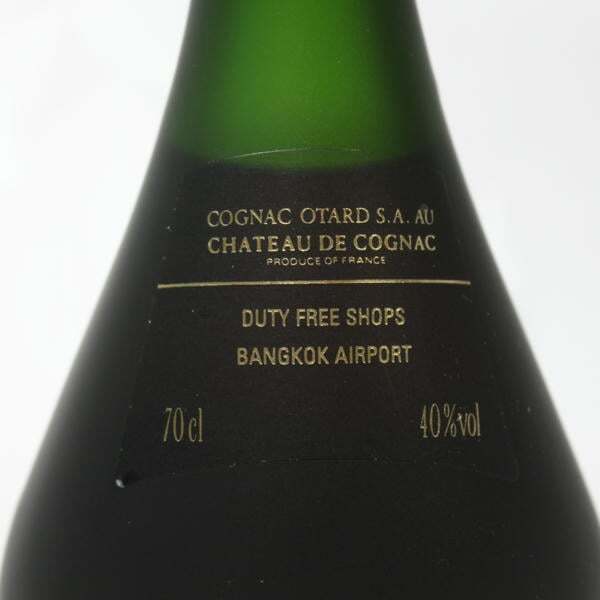 COGNAC OTARD S.A. AU
CHATEAU DE COGNAC
PRODUCE OF FRANCE
DUTY FREE SHOPS
BANGKOK AIRPORT
70 cl 40%vol